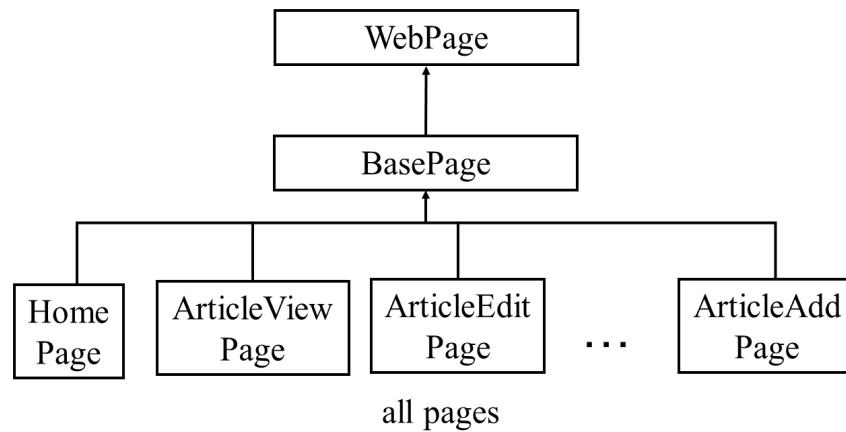 WebPage
BasePage
Home
Page
ArticleView
Page
ArticleEdit
Page
...
ArticleAdd
Page
all pages